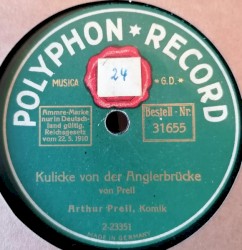 POLYPHON ★ RECORD
MUSICA
G.D.
24
Ammre-Marke
nur in Deutsch-
land gültig.
Reichsgesetz
vom 22.5.1910
Bestell-Nr.
31655
Kulicke von der Anglerbrücke
von Preil
Arthur Preil, Komik
2-23351
MADE IN GERMANY